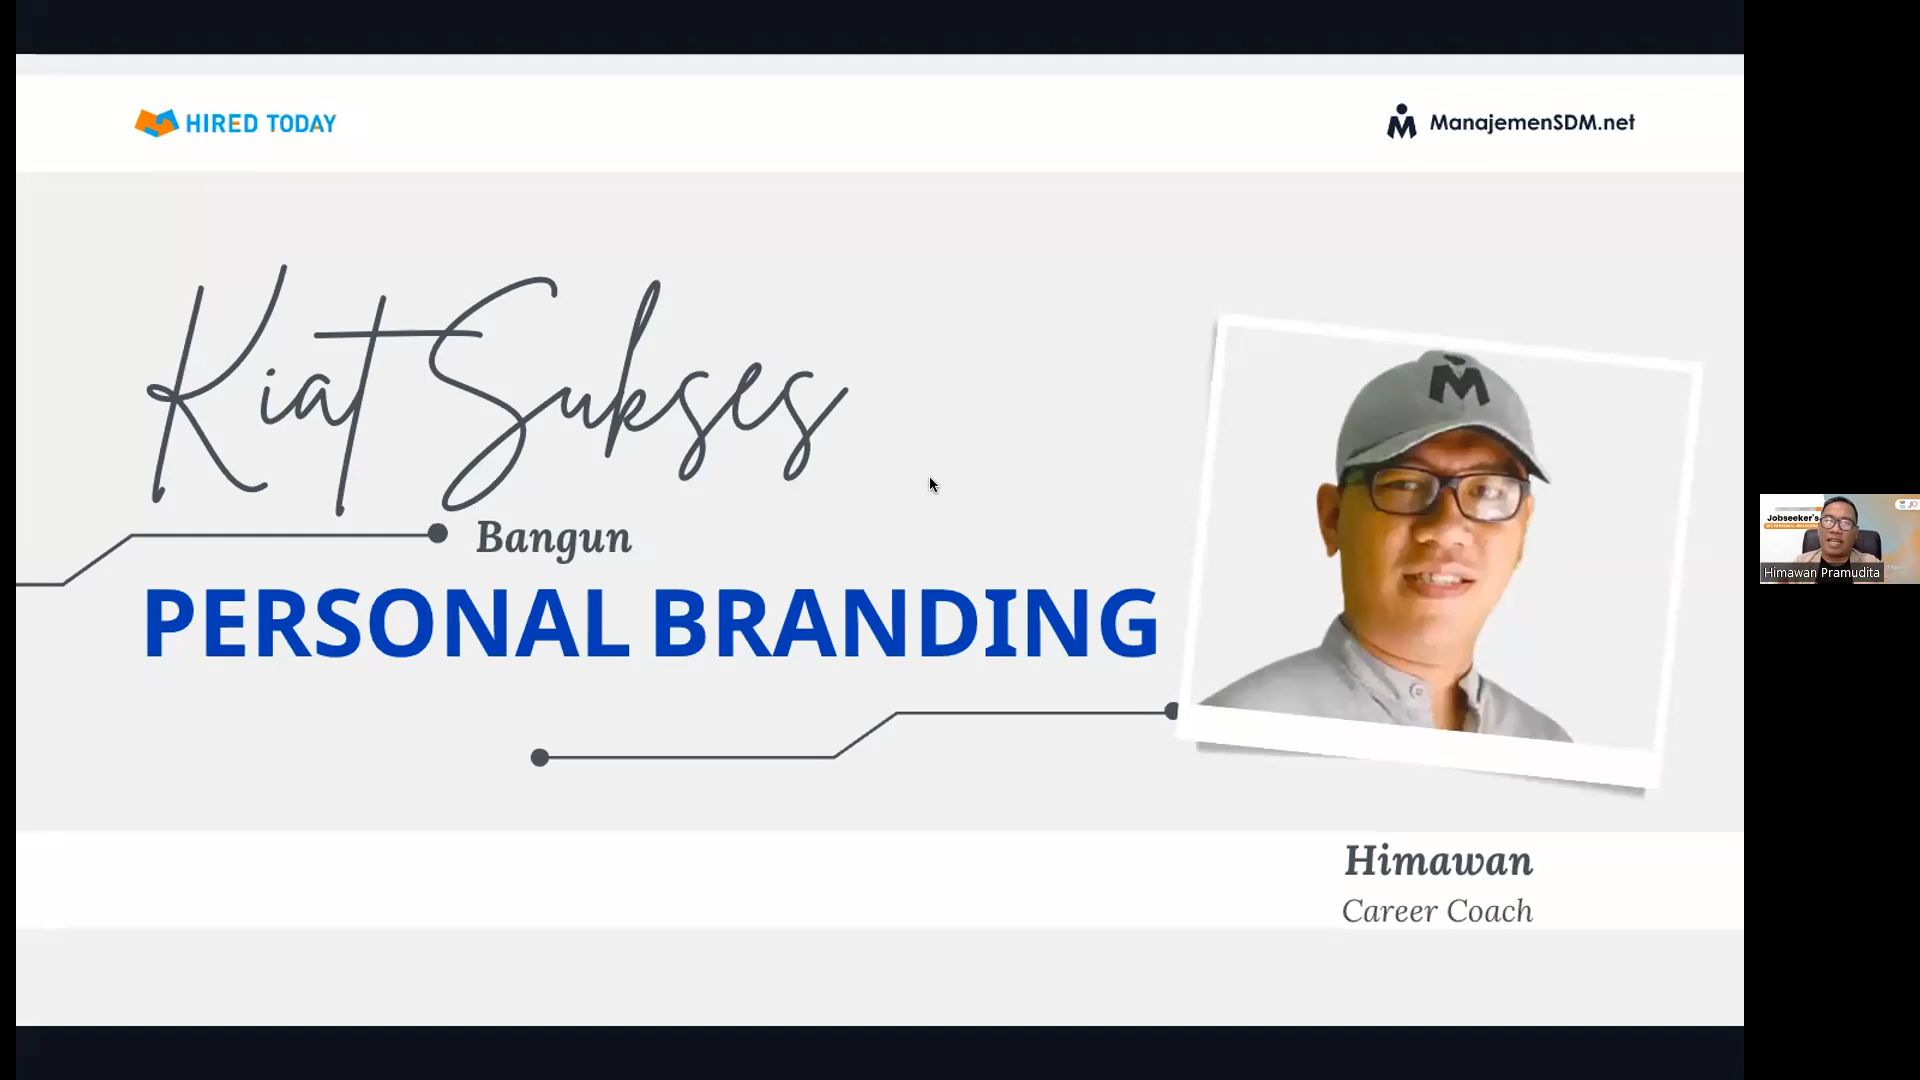 HIRED TODAY
ManajemenSDM.net
Kiat Sukses
Bangun
PERSONAL BRANDING
Himawan
Career Coach
Jobseeker's
Himawan Pramudita